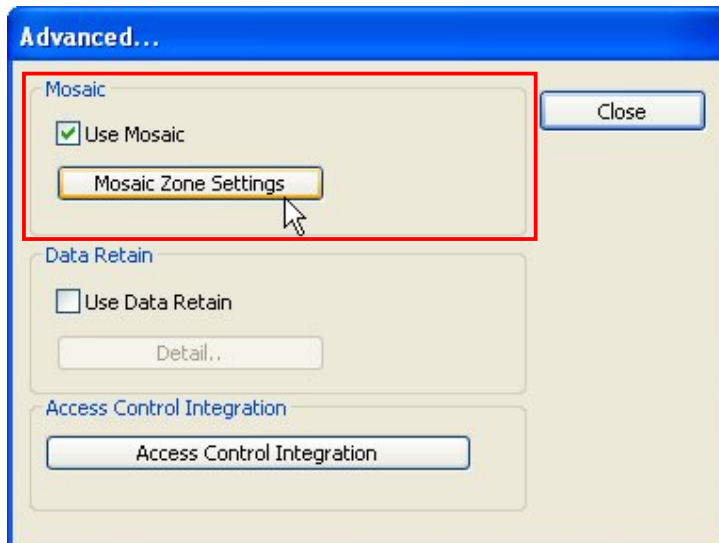 Advanced...
Mosaic
Close
Use Mosaic
Mosaic Zone Settings
Data Retain
Use Data Retain
Detail..
Access Control Integration
Access Control Integration